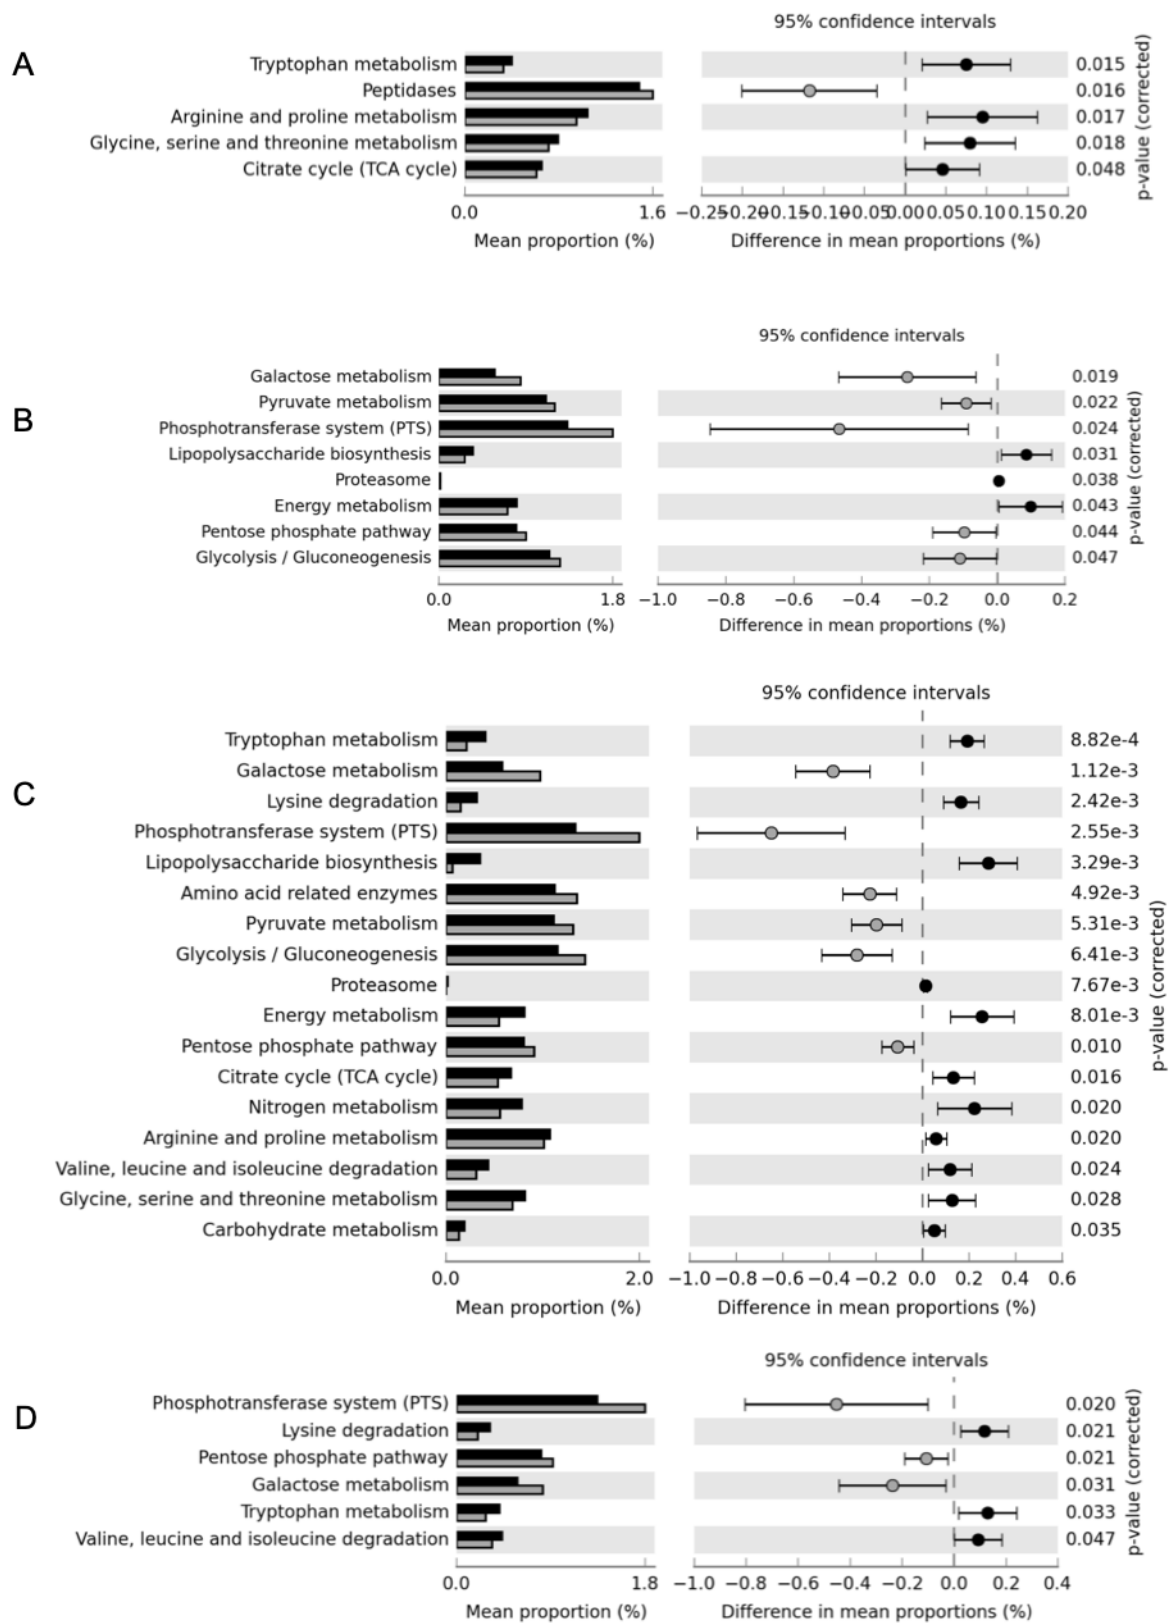 A
95% confidence intervals
Tryptophan metabolism 0.015
Peptidases 0.016
Arginine and proline metabolism 0.017
Glycine, serine and threonine metabolism 0.018
Citrate cycle (TCA cycle) 0.048
p-value (corrected)
0.0 1.6 −0.25 −0.20 −0.15 −0.10 −0.05 0.00 0.05 0.10 0.15 0.20
Mean proportion (%) Difference in mean proportions (%)
B
95% confidence intervals
Galactose metabolism 0.019
Pyruvate metabolism 0.022
Phosphotransferase system (PTS) 0.024
Lipopolysaccharide biosynthesis 0.031
Proteasome 0.038
Energy metabolism 0.043
Pentose phosphate pathway 0.044
Glycolysis / Gluconeogenesis 0.047
p-value (corrected)
0.0 1.8 −1.0 −0.8 −0.6 −0.4 −0.2 0.0 0.2
Mean proportion (%) Difference in mean proportions (%)
C
95% confidence intervals
Tryptophan metabolism 8.82e-4
Galactose metabolism 1.12e-3
Lysine degradation 2.42e-3
Phosphotransferase system (PTS) 2.55e-3
Lipopolysaccharide biosynthesis 3.29e-3
Amino acid related enzymes 4.92e-3
Pyruvate metabolism 5.31e-3
Glycolysis / Gluconeogenesis 6.41e-3
Proteasome 7.67e-3
Energy metabolism 8.01e-3
Pentose phosphate pathway 0.010
Citrate cycle (TCA cycle) 0.016
Nitrogen metabolism 0.020
Arginine and proline metabolism 0.020
Valine, leucine and isoleucine degradation 0.024
Glycine, serine and threonine metabolism 0.028
Carbohydrate metabolism 0.035
p-value (corrected)
0.0 2.0 −1.0 −0.8 −0.6 −0.4 −0.2 0.0 0.2 0.4 0.6
Mean proportion (%) Difference in mean proportions (%)
D
95% confidence intervals
Phosphotransferase system (PTS) 0.020
Lysine degradation 0.021
Pentose phosphate pathway 0.021
Galactose metabolism 0.031
Tryptophan metabolism 0.033
Valine, leucine and isoleucine degradation 0.047
p-value (corrected)
0.0 1.8 −1.0 −0.8 −0.6 −0.4 −0.2 0.0 0.2 0.4
Mean proportion (%) Difference in mean proportions (%)